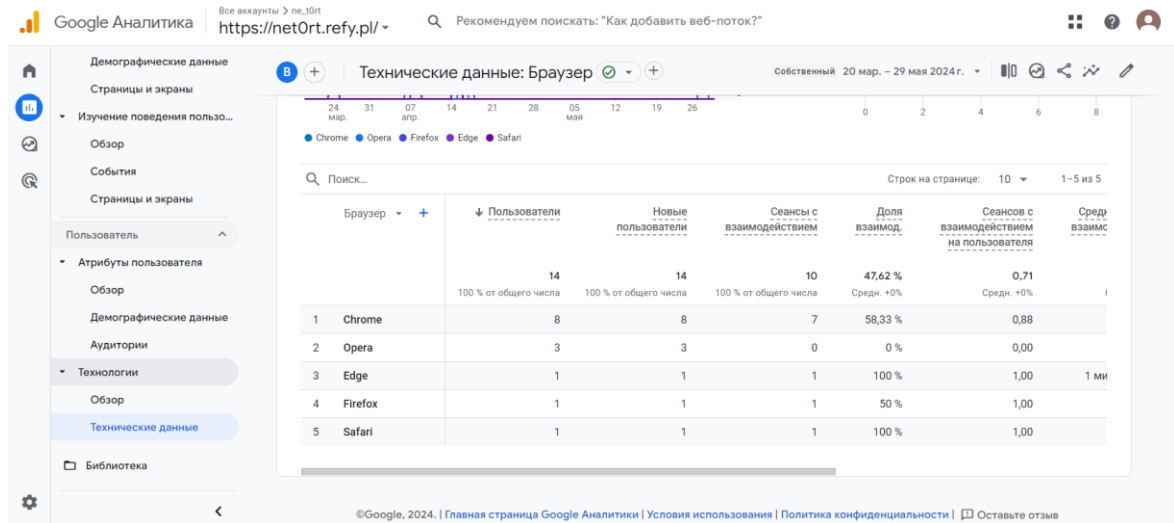 Google Аналитика
Все аккаунты > ne_t0rt
https://net0rt.refy.pl/
Рекомендуем поискать: "Как добавить веб-поток?"
Демографические данные
Страницы и экраны
Изучение поведения пользо...
Обзор
События
Страницы и экраны
Пользователь
Атрибуты пользователя
Обзор
Демографические данные
Аудитории
Технологии
Обзор
Технические данные
Библиотека
B
Технические данные: Браузер
Собственный 20 мар. – 29 мая 2024 г.
24 31 07 14 21 28 05 12 19 26
мар. апр. мая
0 2 4 6 8
Chrome Opera Firefox Edge Safari
Поиск...
Строк на странице: 10 1–5 из 5
Браузер + ↓ Пользователи Новые Сеансы с Доля Сеансов с Средн
пользователи взаимодействием взаимод. взаимодействием взаимо
на пользователя
14 14 10 47,62 % 0,71
100 % от общего числа 100 % от общего числа 100 % от общего числа Средн. +0% Средн. +0%
1 Chrome 8 8 7 58,33 % 0,88
2 Opera 3 3 0 0 % 0,00
3 Edge 1 1 1 100 % 1,00 1 ми
4 Firefox 1 1 1 50 % 1,00
5 Safari 1 1 1 100 % 1,00
©Google, 2024. | Главная страница Google Аналитики | Условия использования | Политика конфиденциальности | Оставьте отзыв